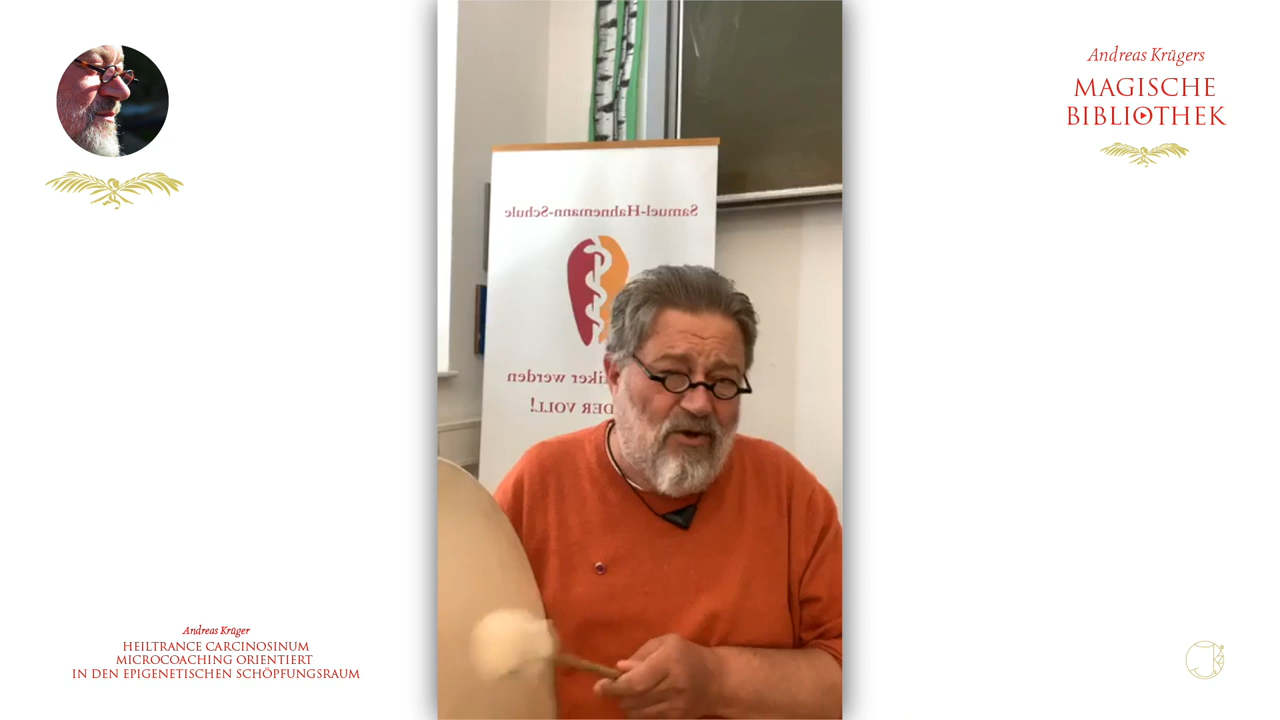 Andreas Krügers
MAGISCHE
BIBLIOTHEK
Samuel-Hahnemann-Schule
iker werden
DER VOLL!
Andreas Krüger
HEILTRANCE CARCINOSINUM
MICROCOACHING ORIENTIERT
IN DEN EPIGENETISCHEN SCHÖPFUNGSRAUM